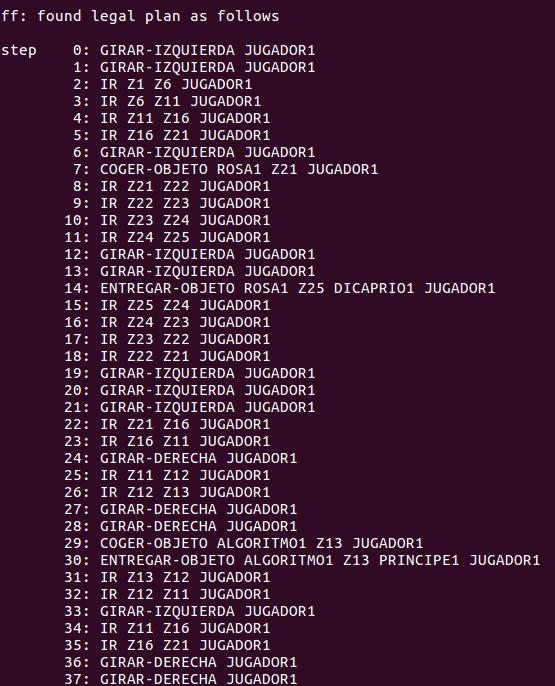 ff: found legal plan as follows
step    0: GIRAR-IZQUIERDA JUGADOR1
        1: GIRAR-IZQUIERDA JUGADOR1
        2: IR Z1 Z6 JUGADOR1
        3: IR Z6 Z11 JUGADOR1
        4: IR Z11 Z16 JUGADOR1
        5: IR Z16 Z21 JUGADOR1
        6: GIRAR-IZQUIERDA JUGADOR1
        7: COGER-OBJETO ROSA1 Z21 JUGADOR1
        8: IR Z21 Z22 JUGADOR1
        9: IR Z22 Z23 JUGADOR1
       10: IR Z23 Z24 JUGADOR1
       11: IR Z24 Z25 JUGADOR1
       12: GIRAR-IZQUIERDA JUGADOR1
       13: GIRAR-IZQUIERDA JUGADOR1
       14: ENTREGAR-OBJETO ROSA1 Z25 DICAPRIO1 JUGADOR1
       15: IR Z25 Z24 JUGADOR1
       16: IR Z24 Z23 JUGADOR1
       17: IR Z23 Z22 JUGADOR1
       18: IR Z22 Z21 JUGADOR1
       19: GIRAR-IZQUIERDA JUGADOR1
       20: GIRAR-IZQUIERDA JUGADOR1
       21: GIRAR-IZQUIERDA JUGADOR1
       22: IR Z21 Z16 JUGADOR1
       23: IR Z16 Z11 JUGADOR1
       24: GIRAR-DERECHA JUGADOR1
       25: IR Z11 Z12 JUGADOR1
       26: IR Z12 Z13 JUGADOR1
       27: GIRAR-DERECHA JUGADOR1
       28: GIRAR-DERECHA JUGADOR1
       29: COGER-OBJETO ALGORITMO1 Z13 JUGADOR1
       30: ENTREGAR-OBJETO ALGORITMO1 Z13 PRINCIPE1 JUGADOR1
       31: IR Z13 Z12 JUGADOR1
       32: IR Z12 Z11 JUGADOR1
       33: GIRAR-IZQUIERDA JUGADOR1
       34: IR Z11 Z16 JUGADOR1
       35: IR Z16 Z21 JUGADOR1
       36: GIRAR-DERECHA JUGADOR1
       37: GIRAR-DERECHA JUGADOR1